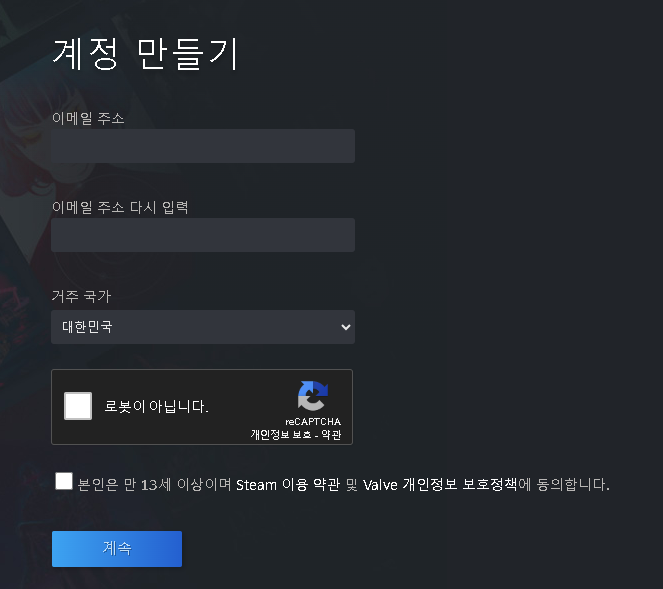 계정 만들기
이메일 주소
이메일 주소 다시 입력
거주 국가
대한민국
로봇이 아닙니다.
reCAPTCHA
개인정보 보호 - 약관
본인은 만 13세 이상이며 Steam 이용 약관 및 Valve 개인정보 보호정책에 동의합니다.
계속